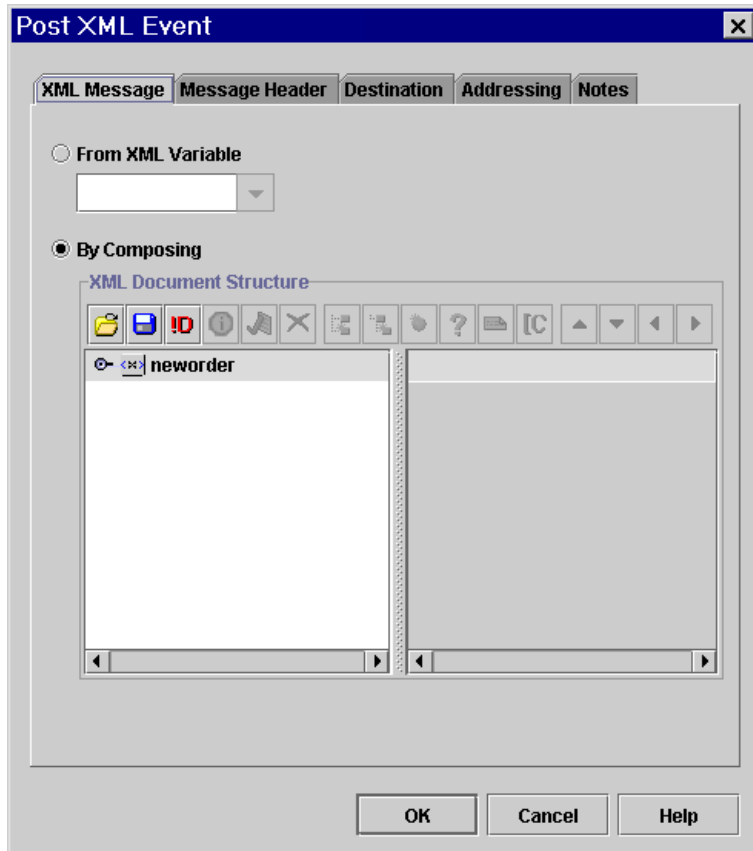 Post XML Event
XML Message Message Header Destination Addressing Notes
From XML Variable
By Composing
XML Document Structure
!D ? [C
<x> neworder
OK Cancel Help